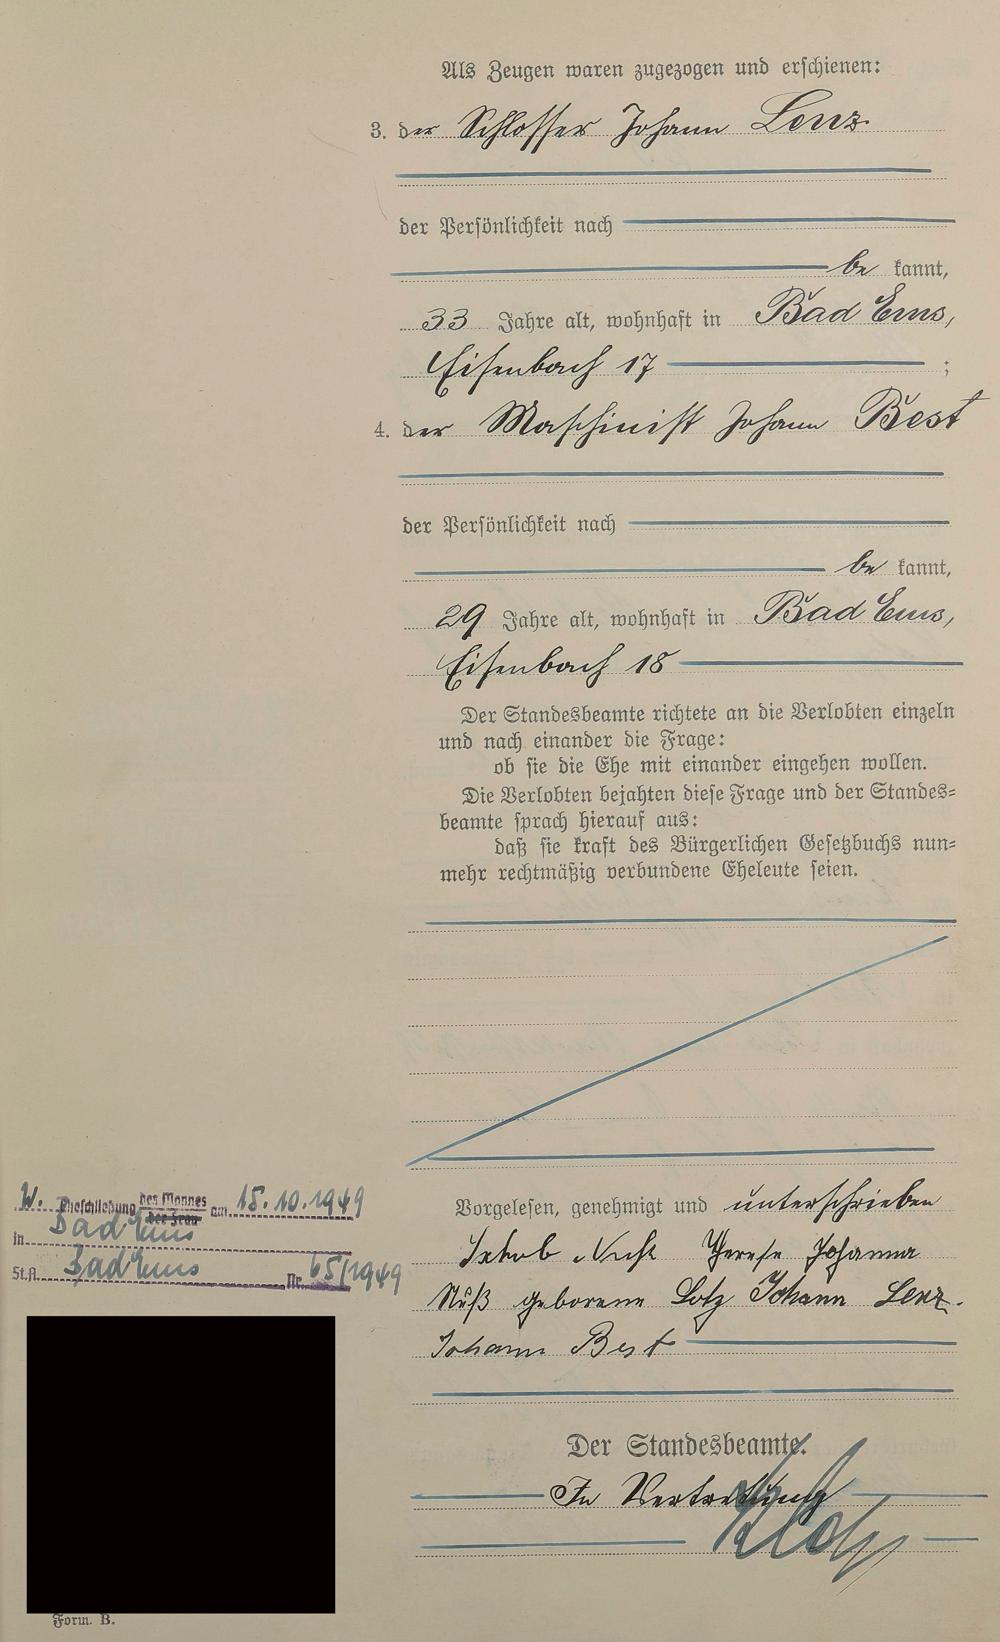 Als Zeugen waren zugezogen und erschienen:
3. der Schlosser Johann Lenz
der Persönlichkeit nach
be kannt,
33 Jahre alt, wohnhaft in Bad Ems,
Eisenbach 17 ;
4. der Maschinist Johann Best
der Persönlichkeit nach
be kannt,
29 Jahre alt, wohnhaft in Bad Ems,
Eisenbach 18
Der Standesbeamte richtete an die Verlobten einzeln
und nach einander die Frage:
ob sie die Ehe mit einander eingehen wollen.
Die Verlobten bejahten diese Frage und der Standes=
beamte sprach hierauf aus:
daß sie kraft des Bürgerlichen Gesetzbuchs nun=
mehr rechtmäßig verbundene Eheleute seien.
W. Eheschließung des Mannes der Frau am 15.10.1949
in Bad Ems
St.A. Bad Ems Nr. 65/1949
Vorgelesen, genehmigt und unterschrieben
Jakob Therese Johanna
geborene Lotz Johann Lenz.
Johann Best
Der Standesbeamte.
In Vertretung
Form. B.